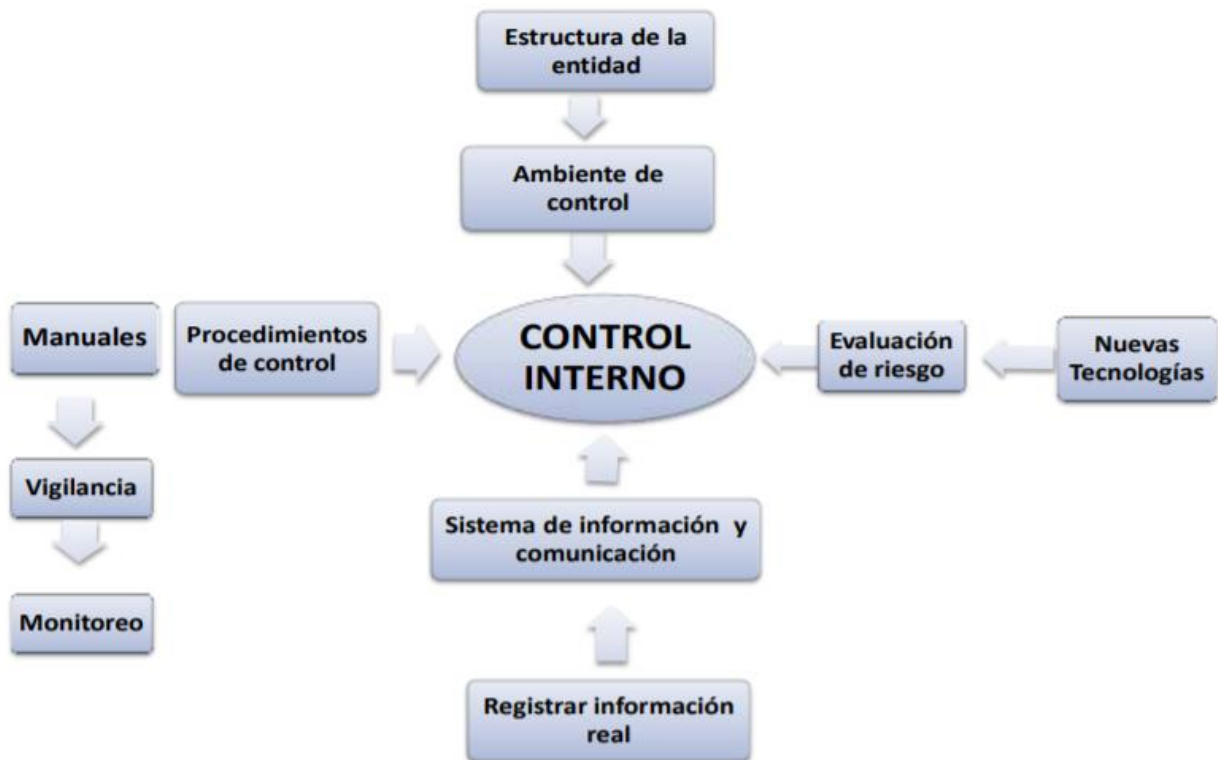 Estructura de la
entidad
Ambiente de
control
Manuales
Procedimientos
de control
CONTROL
INTERNO
Evaluación
de riesgo
Nuevas
Tecnologías
Vigilancia
Sistema de información y
comunicación
Monitoreo
Registrar información
real